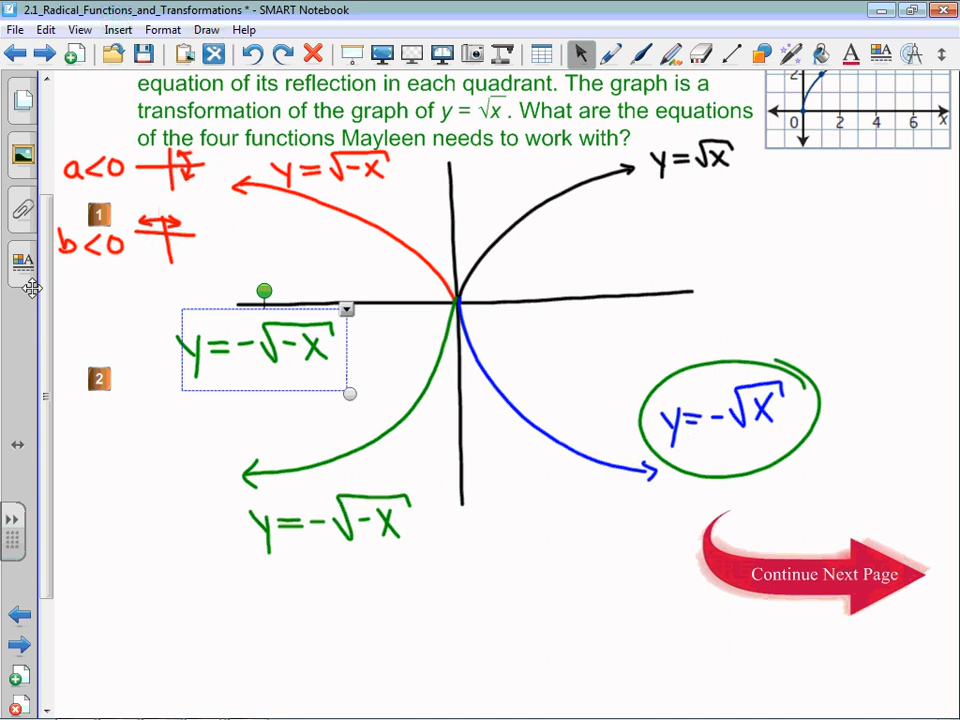 2.1_Radical_Functions_and_Transformations * - SMART Notebook
File Edit View Insert Format Draw Help
equation of its reflection in each quadrant. The graph is a
transformation of the graph of y = √x . What are the equations
of the four functions Mayleen needs to work with?
2
0 2 4 6 x
a<0
y=√-x
y=√x
1
b<0
y=-√-x
2
y=-√x
y=-√-x
Continue Next Page